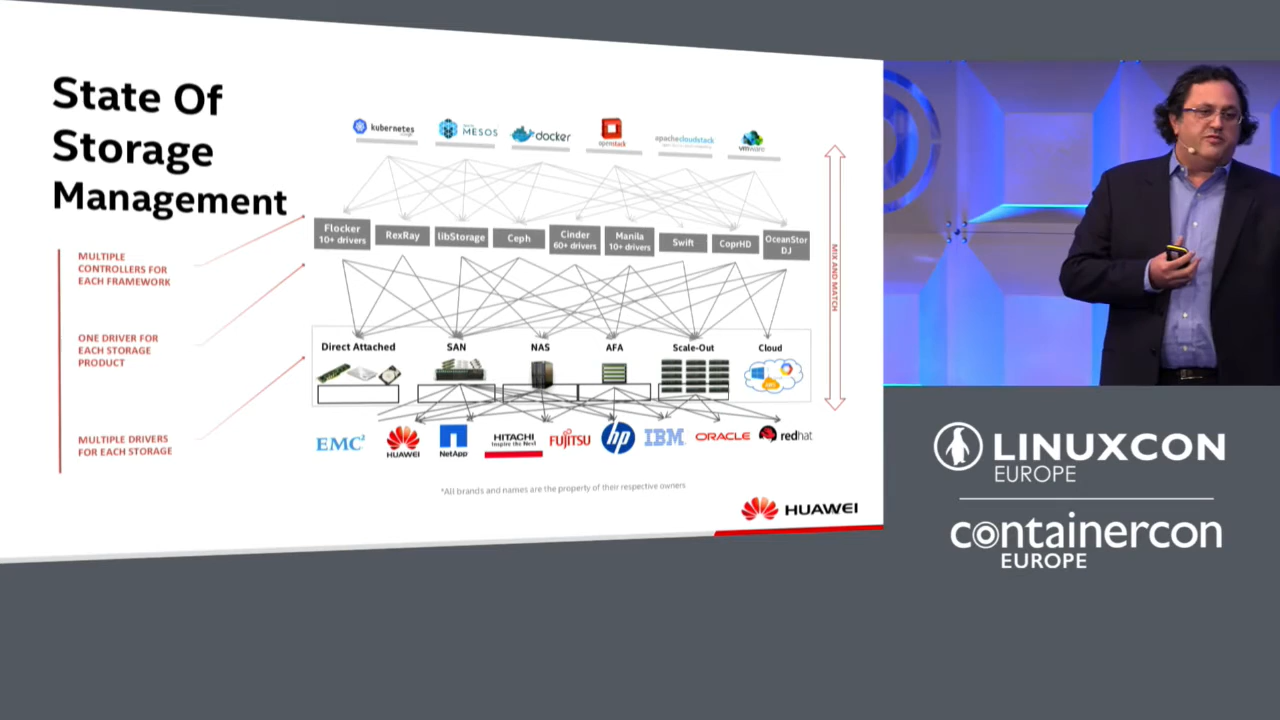 State Of
Storage
Management
kubernetes
MESOS
docker
openstack
apachecloudstack
vmware
Flocker
10+ drivers
RexRay
libStorage
Ceph
Cinder
60+ drivers
Manila
10+ drivers
Swift
CoprHD
OceanStor
DJ
MULTIPLE
CONTROLLERS FOR
EACH FRAMEWORK
ONE DRIVER FOR
EACH STORAGE
PRODUCT
MULTIPLE DRIVERS
FOR EACH STORAGE
MIX AND MATCH
Direct Attached
SAN
NAS
AFA
Scale-Out
Cloud
EMC²
HUAWEI
NetApp
HITACHI
Inspire the Next
FUJITSU
hp
IBM
ORACLE
redhat
*All brands and names are the property of their respective owners
HUAWEI
LINUXCON
EUROPE
containercon
EUROPE